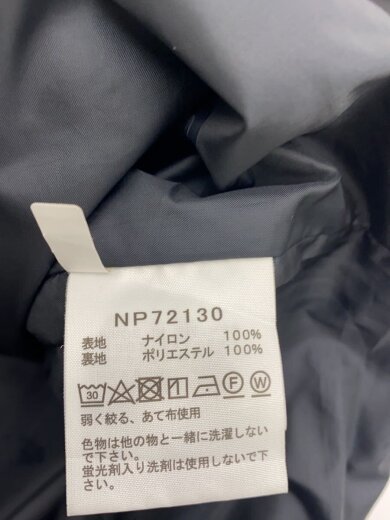 NP72130
表地 ナイロン 100%
裏地 ポリエステル 100%
30 F W
弱く絞る、あて布使用
色物は他の物と一緒に洗濯しない
で下さい。
蛍光剤入り洗剤は使用しないで下
さい。